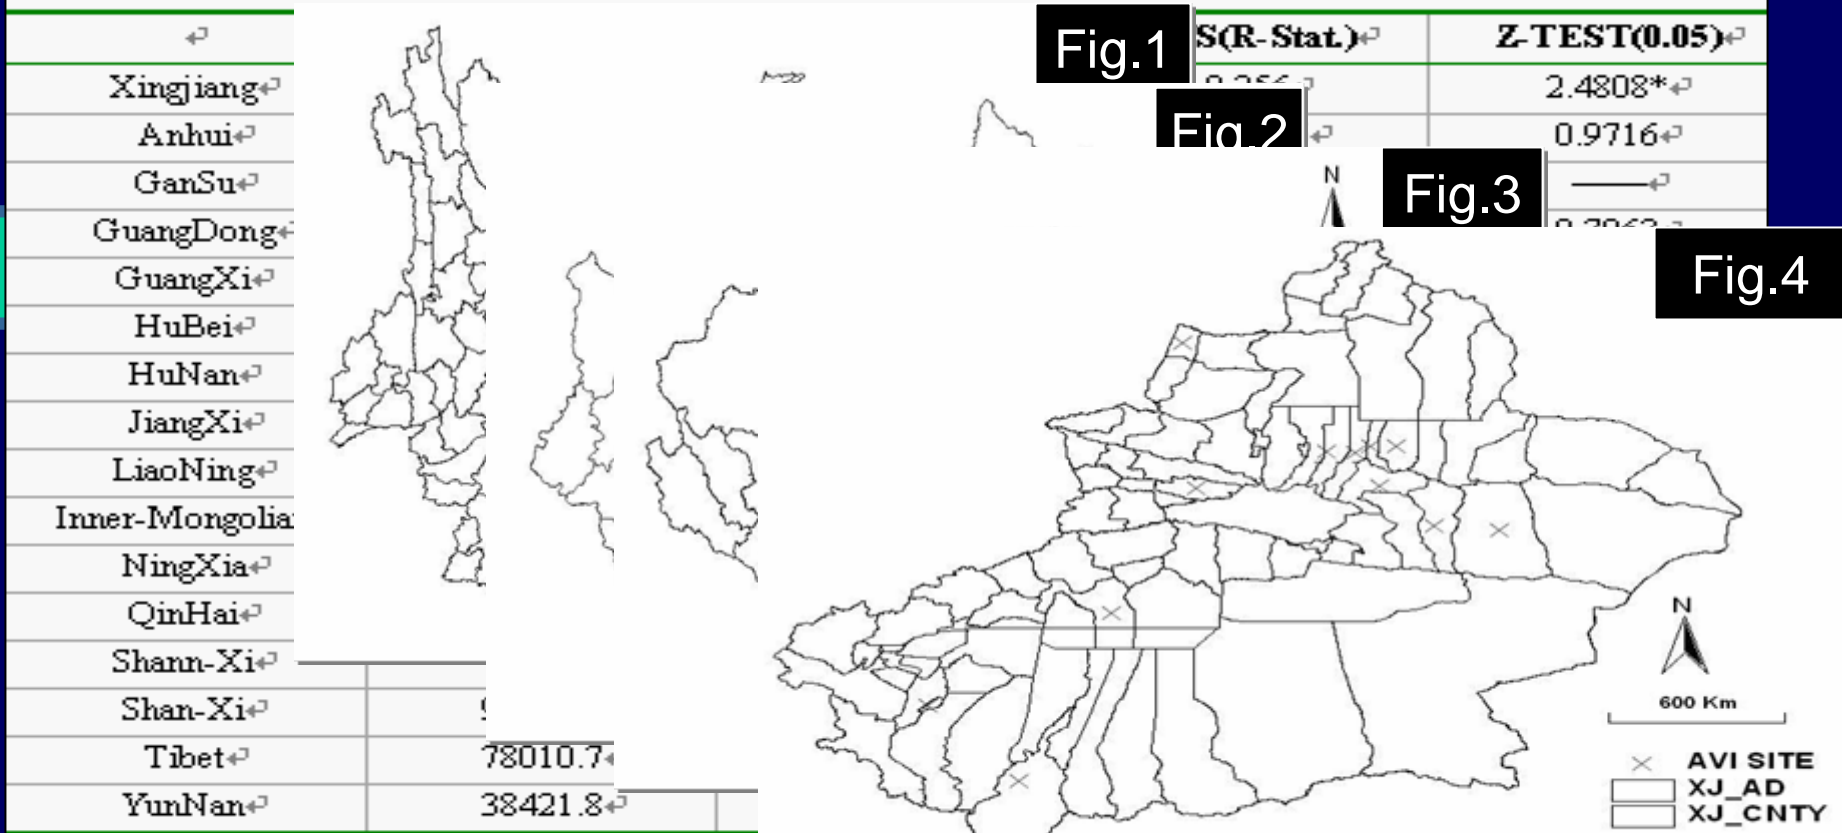 S(R-Stat.) Z-TEST(0.05)
Fig.1
Xingjiang 2.4808*
Fig.2
Anhui 0.9716
GanSu ——
N
Fig.3
GuangDong
Fig.4
GuangXi
HuBei
HuNan
JiangXi
LiaoNing
Inner-Mongolia
NingXia
QinHai
N
Shann-Xi
600 Km
Shan-Xi
Tibet 78010.7
AVI SITE
XJ_AD
YunNan 38421.8
XJ_CNTY